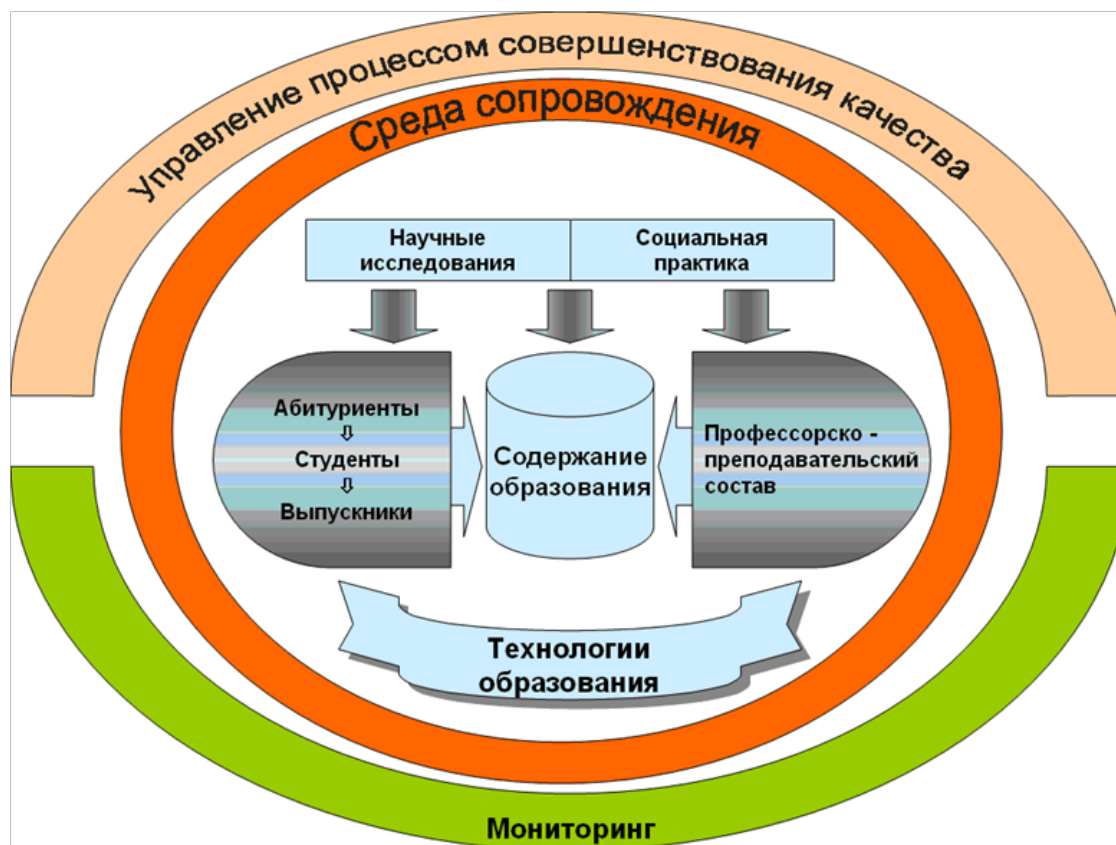 Управление процессом совершенствования качества
Среда сопровождения
Научные
исследования
Социальная
практика
Абитуриенты
Студенты
Выпускники
Содержание
образования
Профессорско -
преподавательский
состав
Технологии
образования
Мониторинг